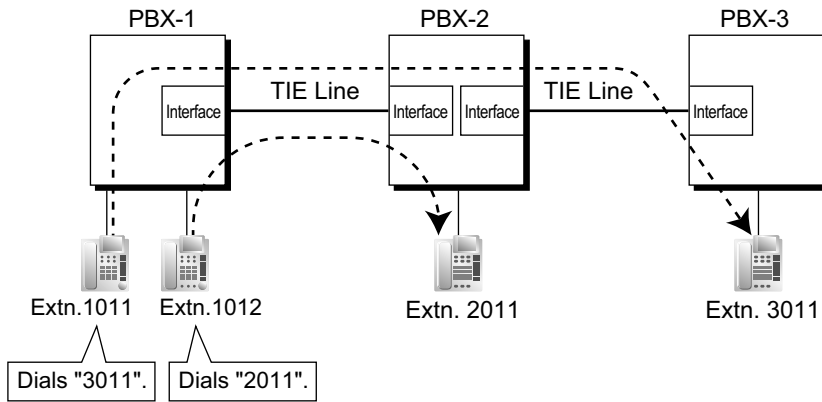 PBX-1
PBX-2
PBX-3
TIE Line
TIE Line
Interface
Interface
Interface
Interface
Extn.1011
Extn.1012
Extn. 2011
Extn. 3011
Dials "3011".
Dials "2011".